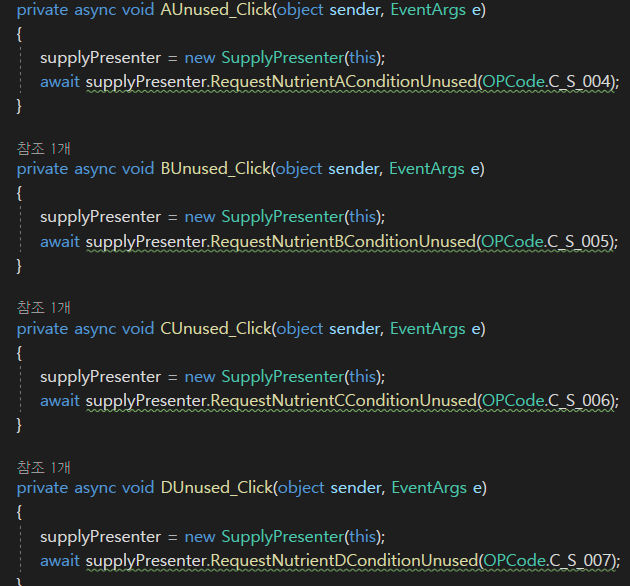 private async void AUnused_Click(object sender, EventArgs e)
{
supplyPresenter = new SupplyPresenter(this);
await supplyPresenter.RequestNutrientAConditionUnused(OPCode.C_S_004);
}
참조 1개
private async void BUnused_Click(object sender, EventArgs e)
{
supplyPresenter = new SupplyPresenter(this);
await supplyPresenter.RequestNutrientBConditionUnused(OPCode.C_S_005);
}
참조 1개
private async void CUnused_Click(object sender, EventArgs e)
{
supplyPresenter = new SupplyPresenter(this);
await supplyPresenter.RequestNutrientCConditionUnused(OPCode.C_S_006);
}
참조 1개
private async void DUnused_Click(object sender, EventArgs e)
{
supplyPresenter = new SupplyPresenter(this);
await supplyPresenter.RequestNutrientDConditionUnused(OPCode.C_S_007);
}